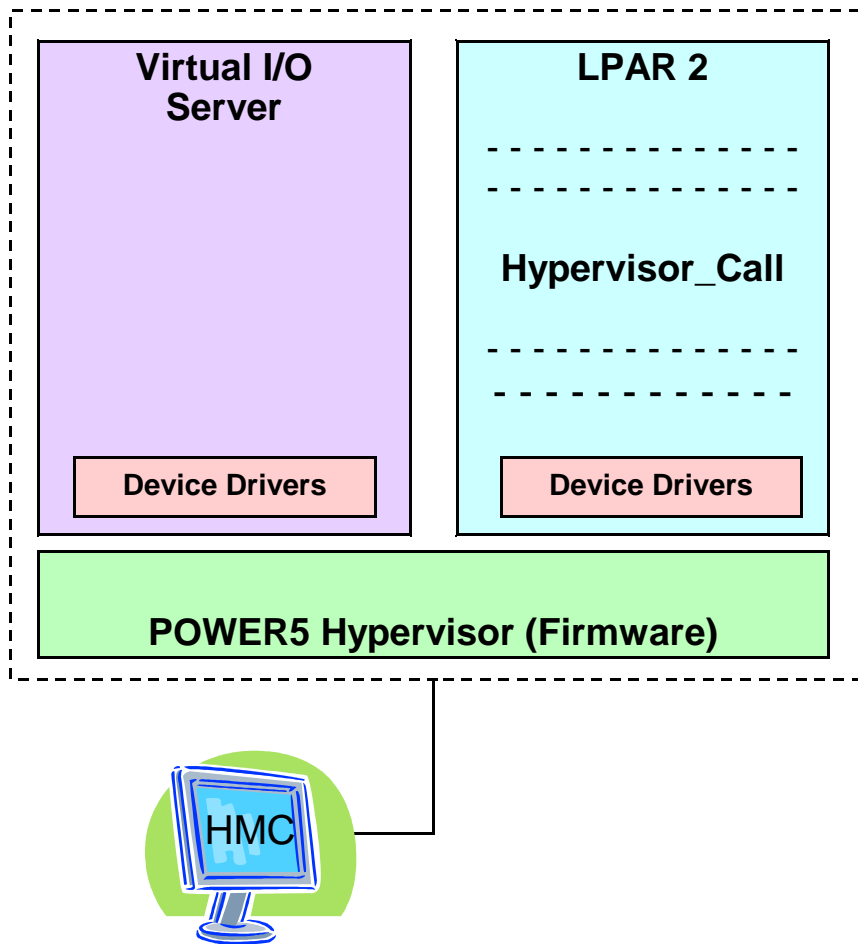 Virtual I/O
Server
LPAR 2
- - - - - - - - - - - - - -
- - - - - - - - - - - - - -
Hypervisor_Call
- - - - - - - - - - - - - -
- - - - - - - - - - - - -
Device Drivers
Device Drivers
POWER5 Hypervisor (Firmware)
HMC